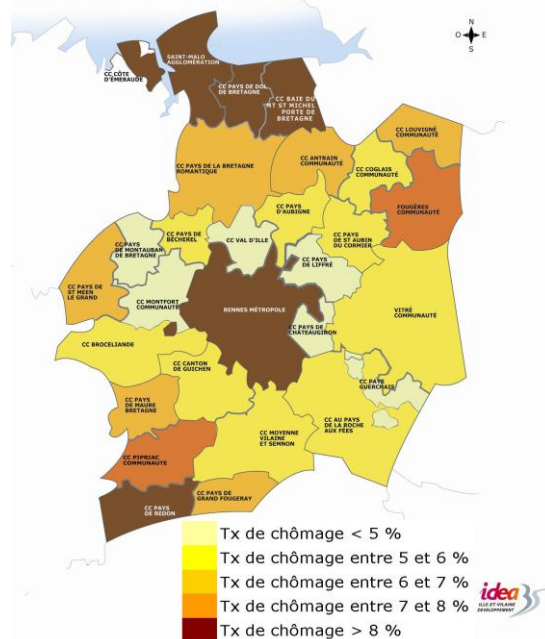 N
O E
S
SAINT-MALO
AGGLOMÉRATION
CC CÔTE
D'ÉMERAUDE
CC PAYS DE DOL
DE BRETAGNE
CC BAIE DU
MT ST MICHEL
PORTE DE
BRETAGNE
CC LOUVIGNÉ
COMMUNAUTÉ
CC PAYS DE LA BRETAGNE
ROMANTIQUE
CC ANTRAIN
COMMUNAUTÉ
CC COGLAIS
COMMUNAUTÉ
FOUGÈRES
COMMUNAUTÉ
CC PAYS
D'AUBIGNE
CC PAYS DE
BÉCHEREL
CC PAYS
DE ST AUBIN
DU CORMIER
CC PAYS
DE MONTAUBAN
DE BRETAGNE
CC VAL D'ILLE
CC PAYS
DE LIFFRÉ
CC PAYS DE
ST MEEN
LE GRAND
CC MONTFORT
COMMUNAUTÉ
RENNES MÉTROPOLE
VITRÉ
COMMUNAUTÉ
CC PAYS DE
CHÂTEAUGIRON
CC BROCELIANDE
CC CANTON
DE GUICHEN
CC PAYS
GUERCHAIS
CC PAYS
DE MAURE
BRETAGNE
CC AU PAYS
DE LA ROCHE
AUX FÉES
CC MOYENNE
VILAINE
ET SEMNON
CC PIPRIAC
COMMUNAUTÉ
CC PAYS DE
GRAND FOUGERAY
CC PAYS
DE REDON
Tx de chômage < 5 %
Tx de chômage entre 5 et 6 %
Tx de chômage entre 6 et 7 %
Tx de chômage entre 7 et 8 %
Tx de chômage > 8 %
idea 35
ILLE-ET-VILAINE
DÉVELOPPEMENT